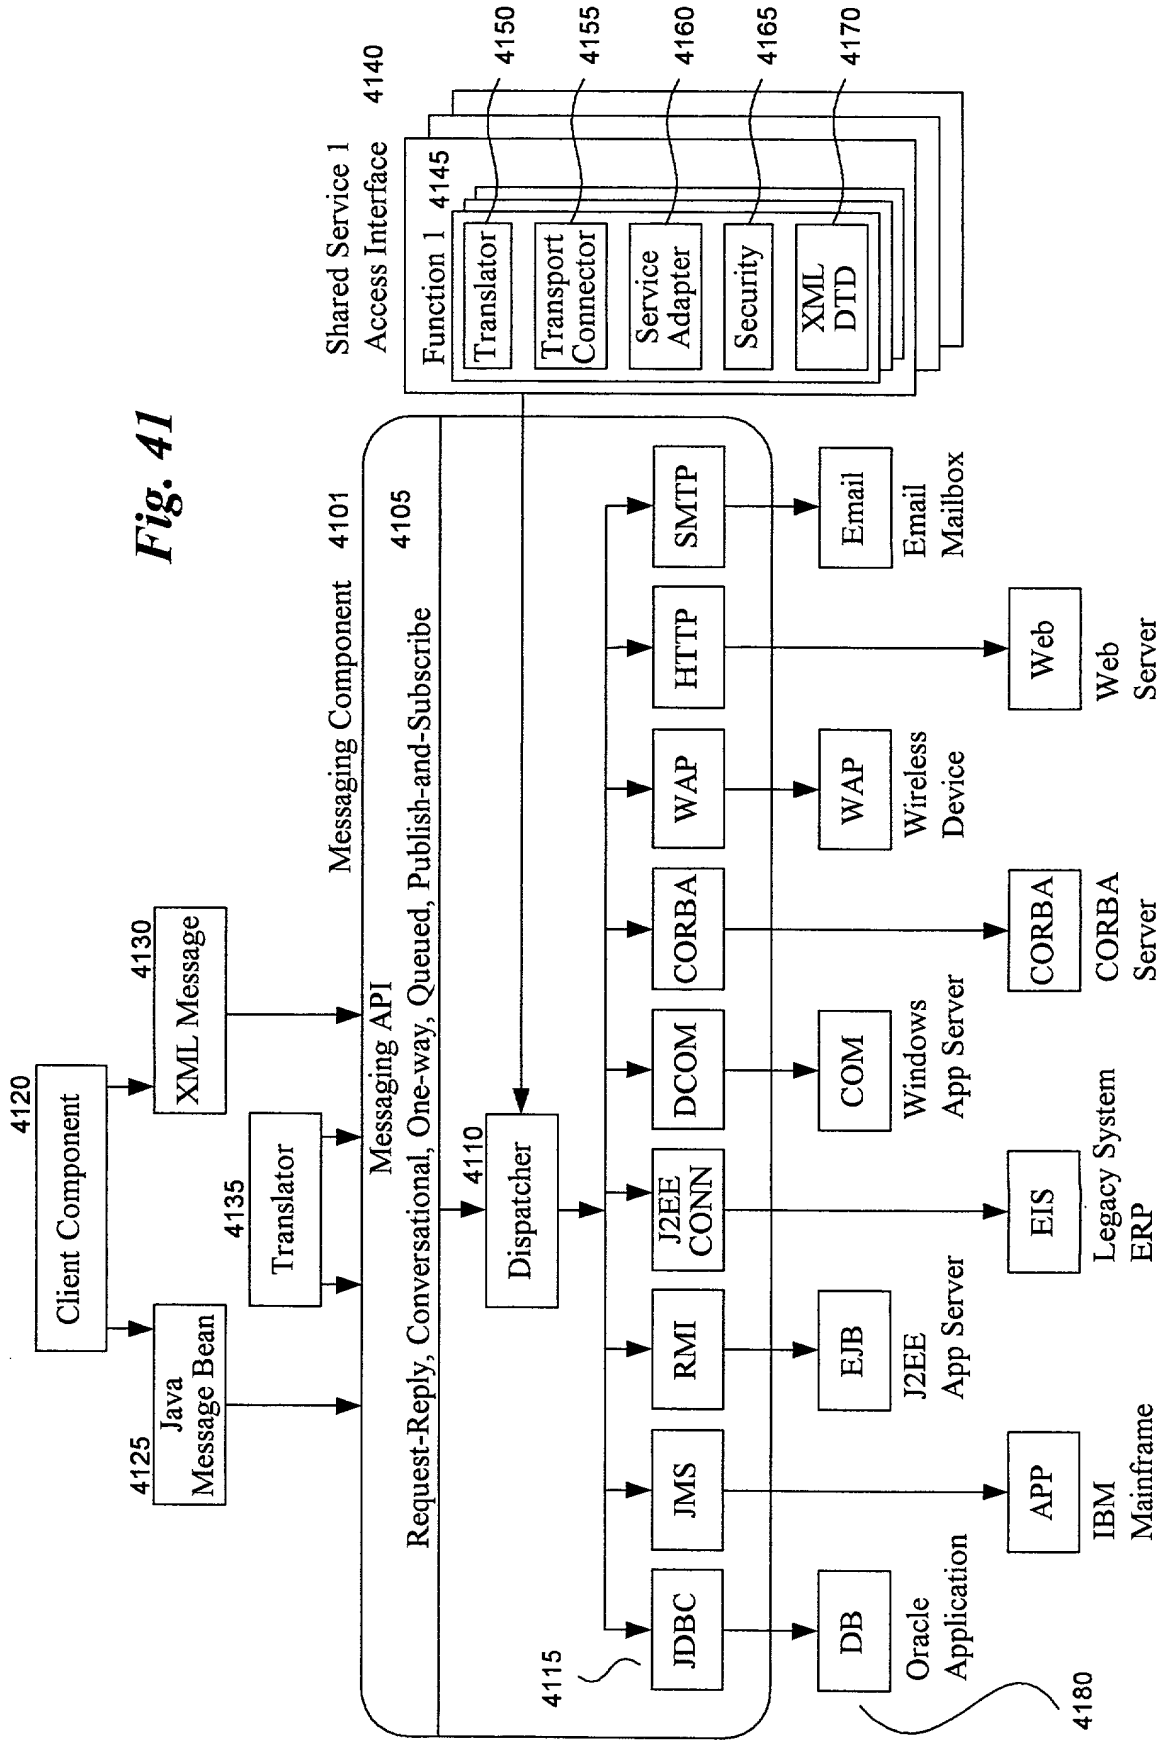 Fig. 41
4120
Client Component
4125
Java
Message Bean
4130
XML Message
4135
Translator
Messaging Component
4101
Messaging API
4105
Request-Reply, Conversational, One-way, Queued, Publish-and-Subscribe
4110
Dispatcher
4115
JDBC
JMS
RMI
J2EE
CONN
DCOM
CORBA
WAP
HTTP
SMTP
DB
Oracle
Application
APP
IBM
Mainframe
EJB
J2EE
App Server
EIS
Legacy System
ERP
COM
Windows
App Server
CORBA
CORBA
Server
WAP
Wireless
Device
Web
Web
Server
Email
Email
Mailbox
4180
Shared Service 1
Access Interface
4140
Function 1
4145
Translator
4150
Transport
Connector
4155
Service
Adapter
4160
Security
4165
XML
DTD
4170